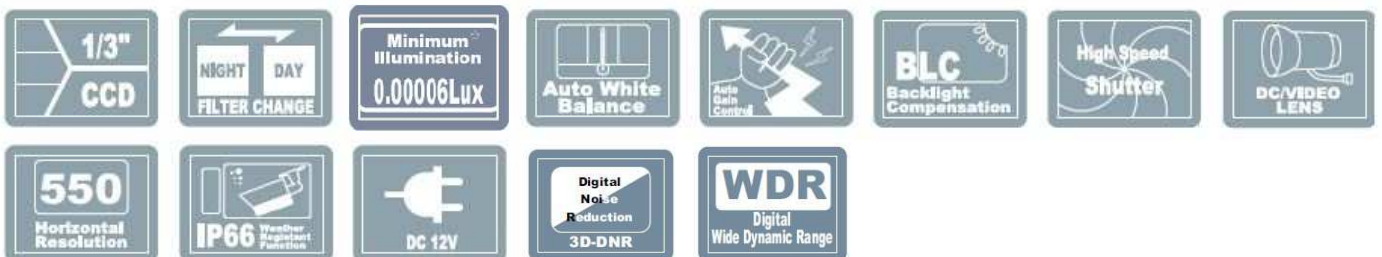 1/3"
CCD
NIGHT DAY
FILTER CHANGE
Minimum
Illumination
0.00006Lux
Auto White
Balance
Auto
Gain
Control
BLC
Backlight
Compensation
High Speed
Shutter
DC/VIDEO
LENS
550
Horizontal
Resolution
IP66
Weather
Registant
Function
DC 12V
Digital
Noise
Reduction
3D-DNR
WDR
Digital
Wide Dynamic Range